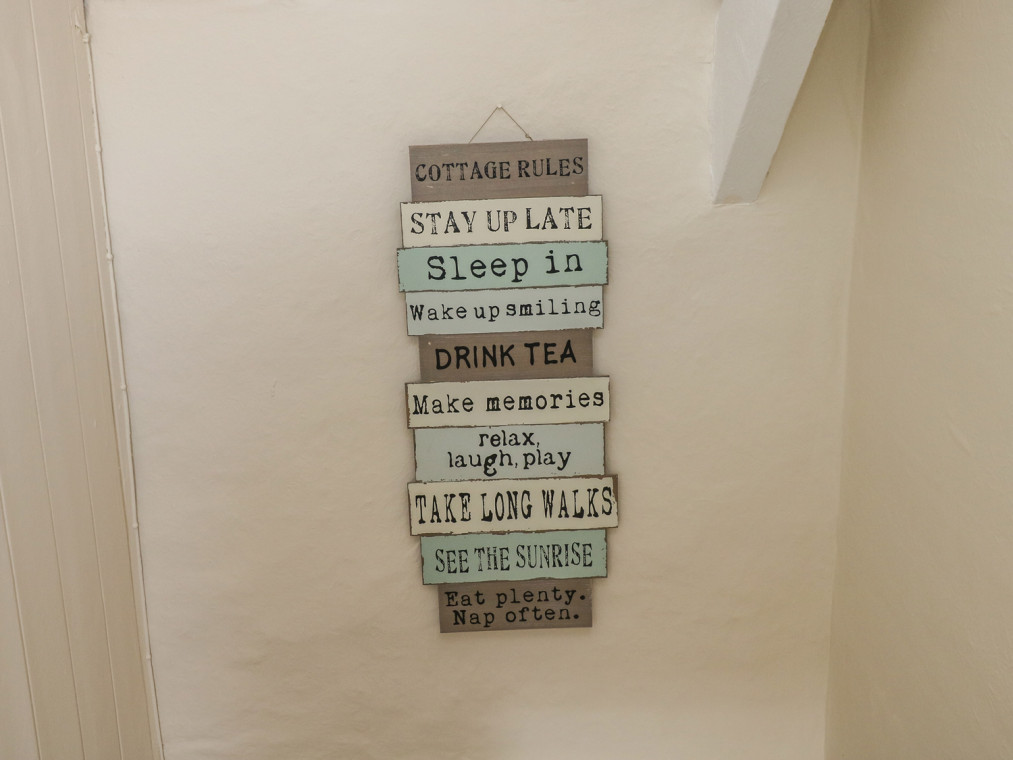 COTTAGE RULES
STAY UP LATE
Sleep in
Wake up smiling
DRINK TEA
Make memories
relax,
laugh, play
TAKE LONG WALKS
SEE THE SUNRISE
Eat plenty.
Nap often.